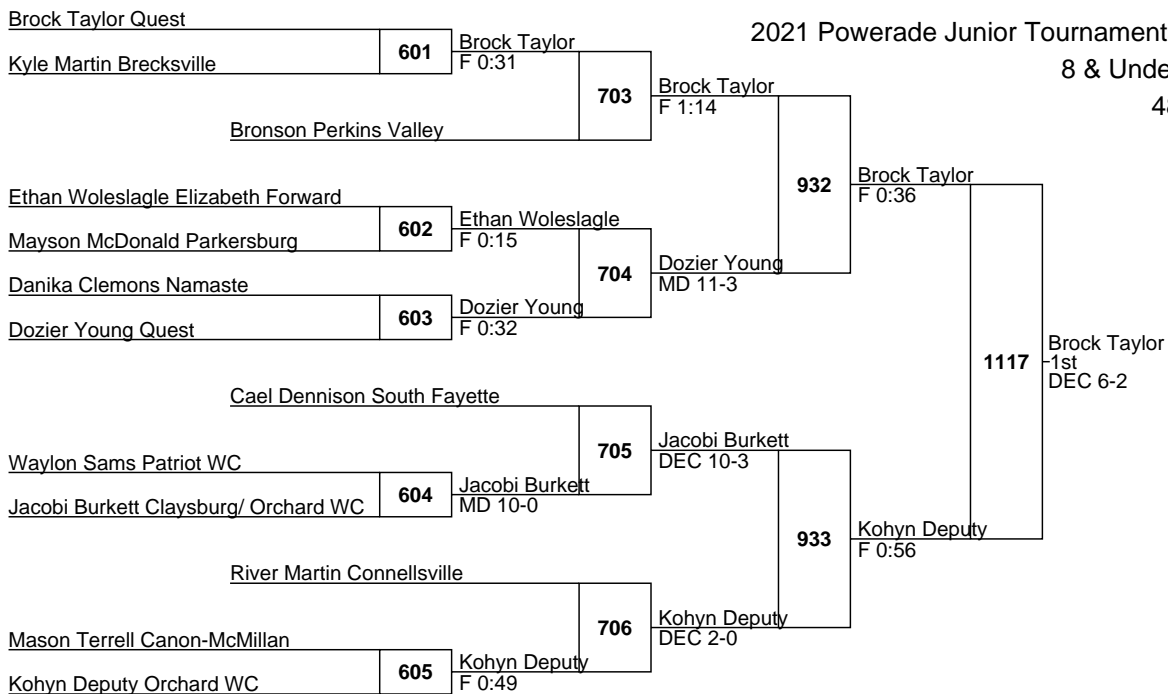 Brock Taylor Quest
2021 Powerade Junior Tournament
601
Brock Taylor
F 0:31
8 & Unde
Kyle Martin Brecksville
703
Brock Taylor
F 1:14
48
Bronson Perkins Valley
932
Brock Taylor
F 0:36
Ethan Woleslagle Elizabeth Forward
602
Ethan Woleslagle
F 0:15
Mayson McDonald Parkersburg
704
Dozier Young
MD 11-3
Danika Clemons Namaste
603
Dozier Young
F 0:32
Dozier Young Quest
1117
Brock Taylor
1st
DEC 6-2
Cael Dennison South Fayette
705
Jacobi Burkett
DEC 10-3
Waylon Sams Patriot WC
604
Jacobi Burkett
MD 10-0
Jacobi Burkett Claysburg/ Orchard WC
933
Kohyn Deputy
F 0:56
River Martin Connellsville
706
Kohyn Deputy
DEC 2-0
Mason Terrell Canon-McMillan
605
Kohyn Deputy
F 0:49
Kohyn Deputy Orchard WC